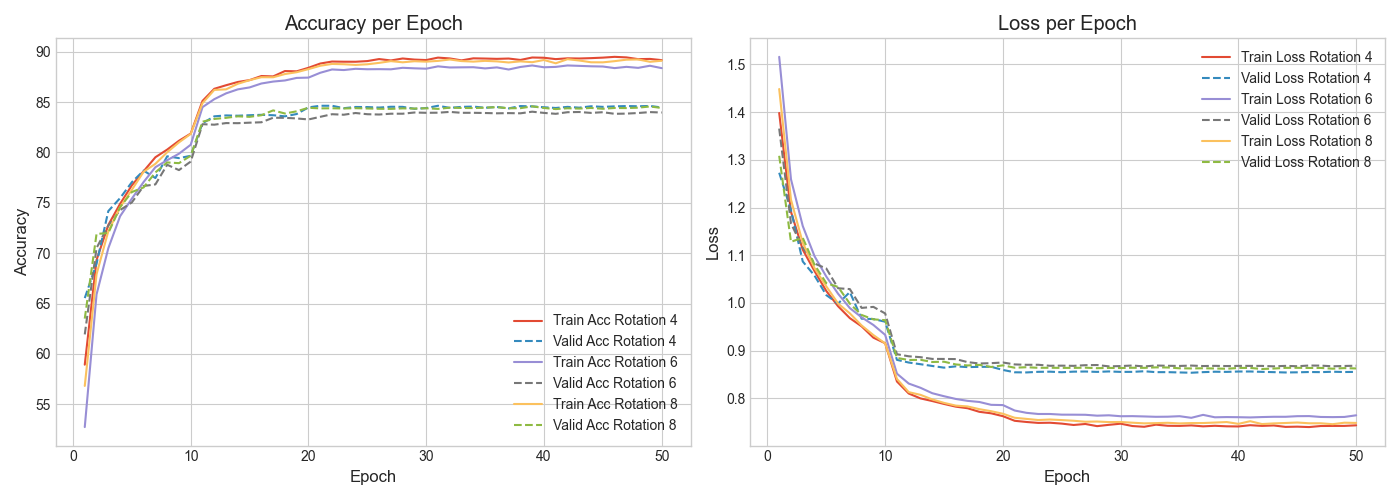 Accuracy per Epoch
Accuracy
90
85
80
75
70
65
60
55
0
10
20
30
40
50
Epoch
Train Acc Rotation 4
Valid Acc Rotation 4
Train Acc Rotation 6
Valid Acc Rotation 6
Train Acc Rotation 8
Valid Acc Rotation 8
Loss per Epoch
Loss
1.5
1.4
1.3
1.2
1.1
1.0
0.9
0.8
0
10
20
30
40
50
Epoch
Train Loss Rotation 4
Valid Loss Rotation 4
Train Loss Rotation 6
Valid Loss Rotation 6
Train Loss Rotation 8
Valid Loss Rotation 8